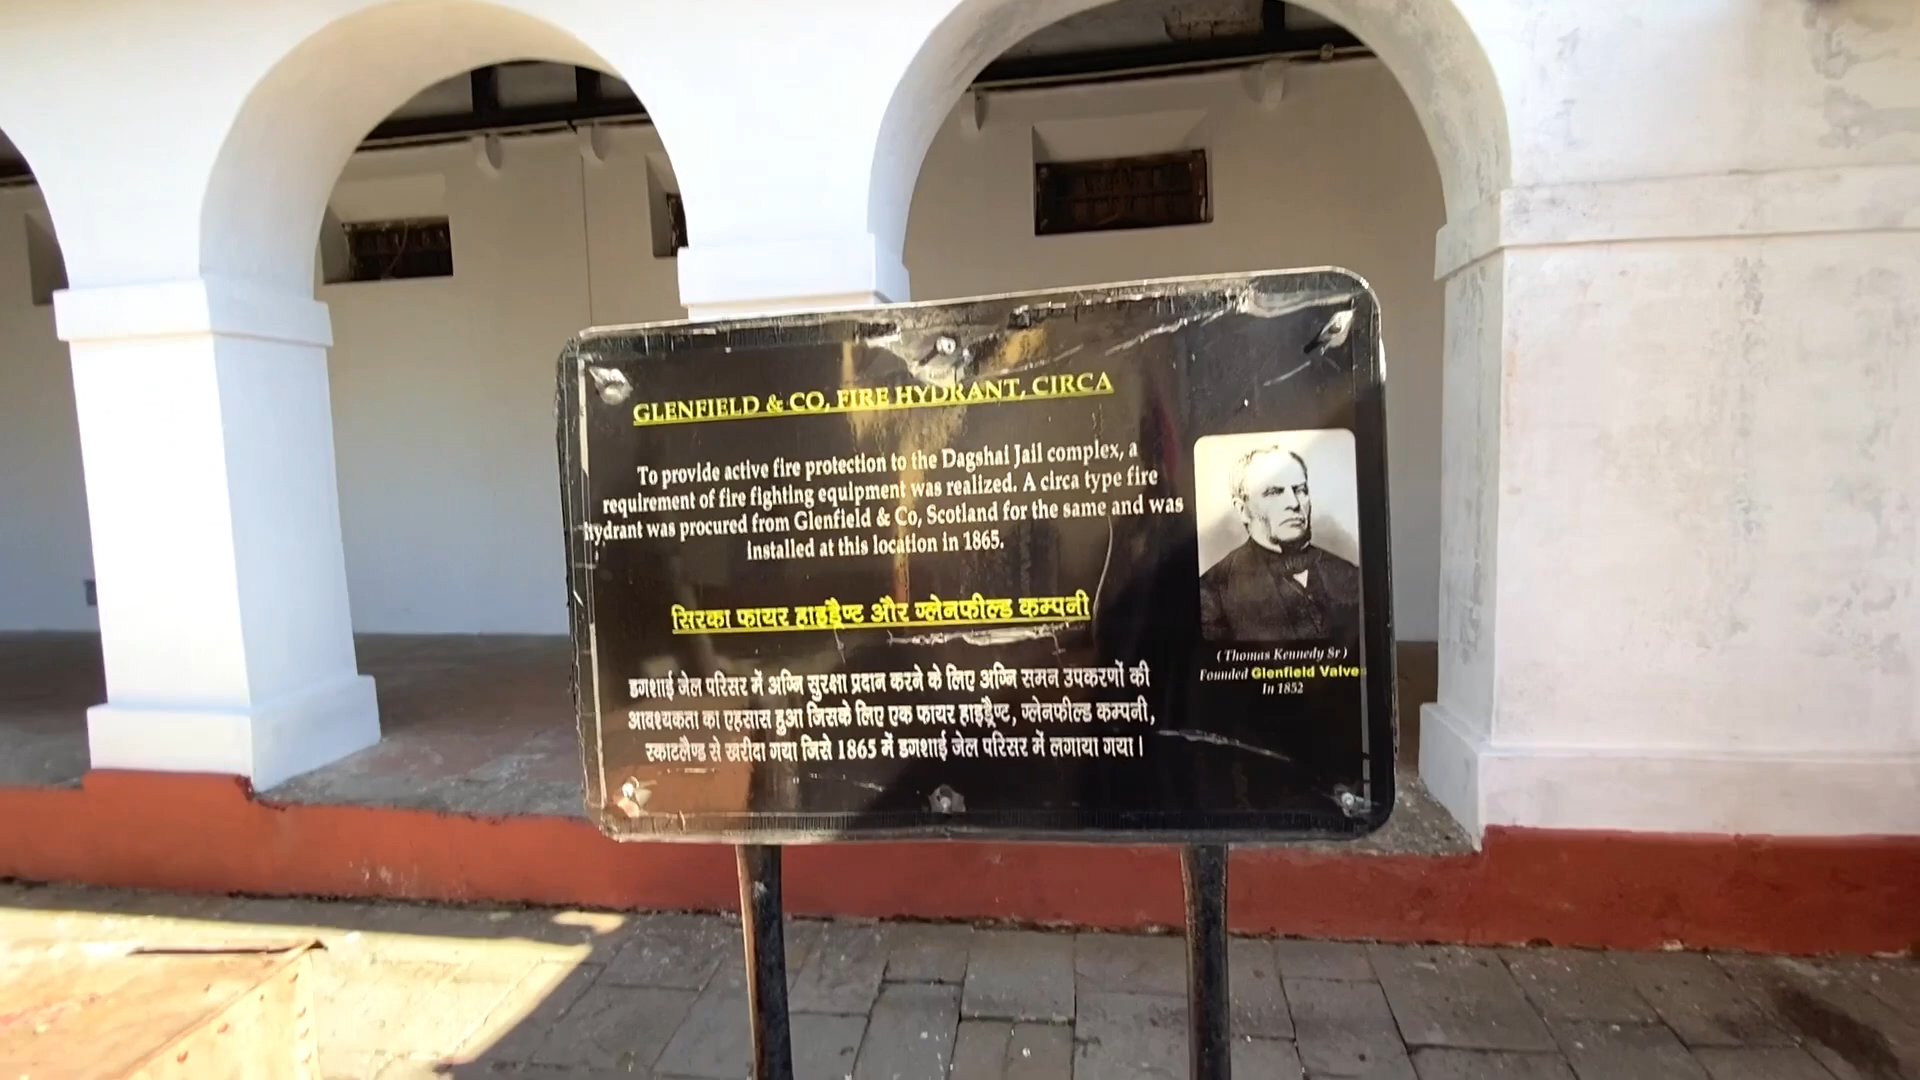 GLENFIELD & CO, FIRE HYDRANT, CIRCA
To provide active fire protection to the Dagshai Jail complex, a
requirement of fire fighting equipment was realized. A circa type fire
hydrant was procured from Glenfield & Co, Scotland for the same and was
installed at this location in 1865.
सिरका फायर हाइड्रैण्ट और ग्लेनफील्ड कम्पनी
डगशाई जेल परिसर में अग्नि सुरक्षा प्रदान करने के लिए अग्नि समन उपकरणों की
आवश्यकता का एहसास हुआ जिसके लिए एक फायर हाइड्रैण्ट, ग्लेनफील्ड कम्पनी,
स्काटलैण्ड से खरीदा गया जिसे 1865 में डगशाई जेल परिसर में लगाया गया।
(Thomas Kennedy Sr)
Founded Glenfield Valves
In 1852